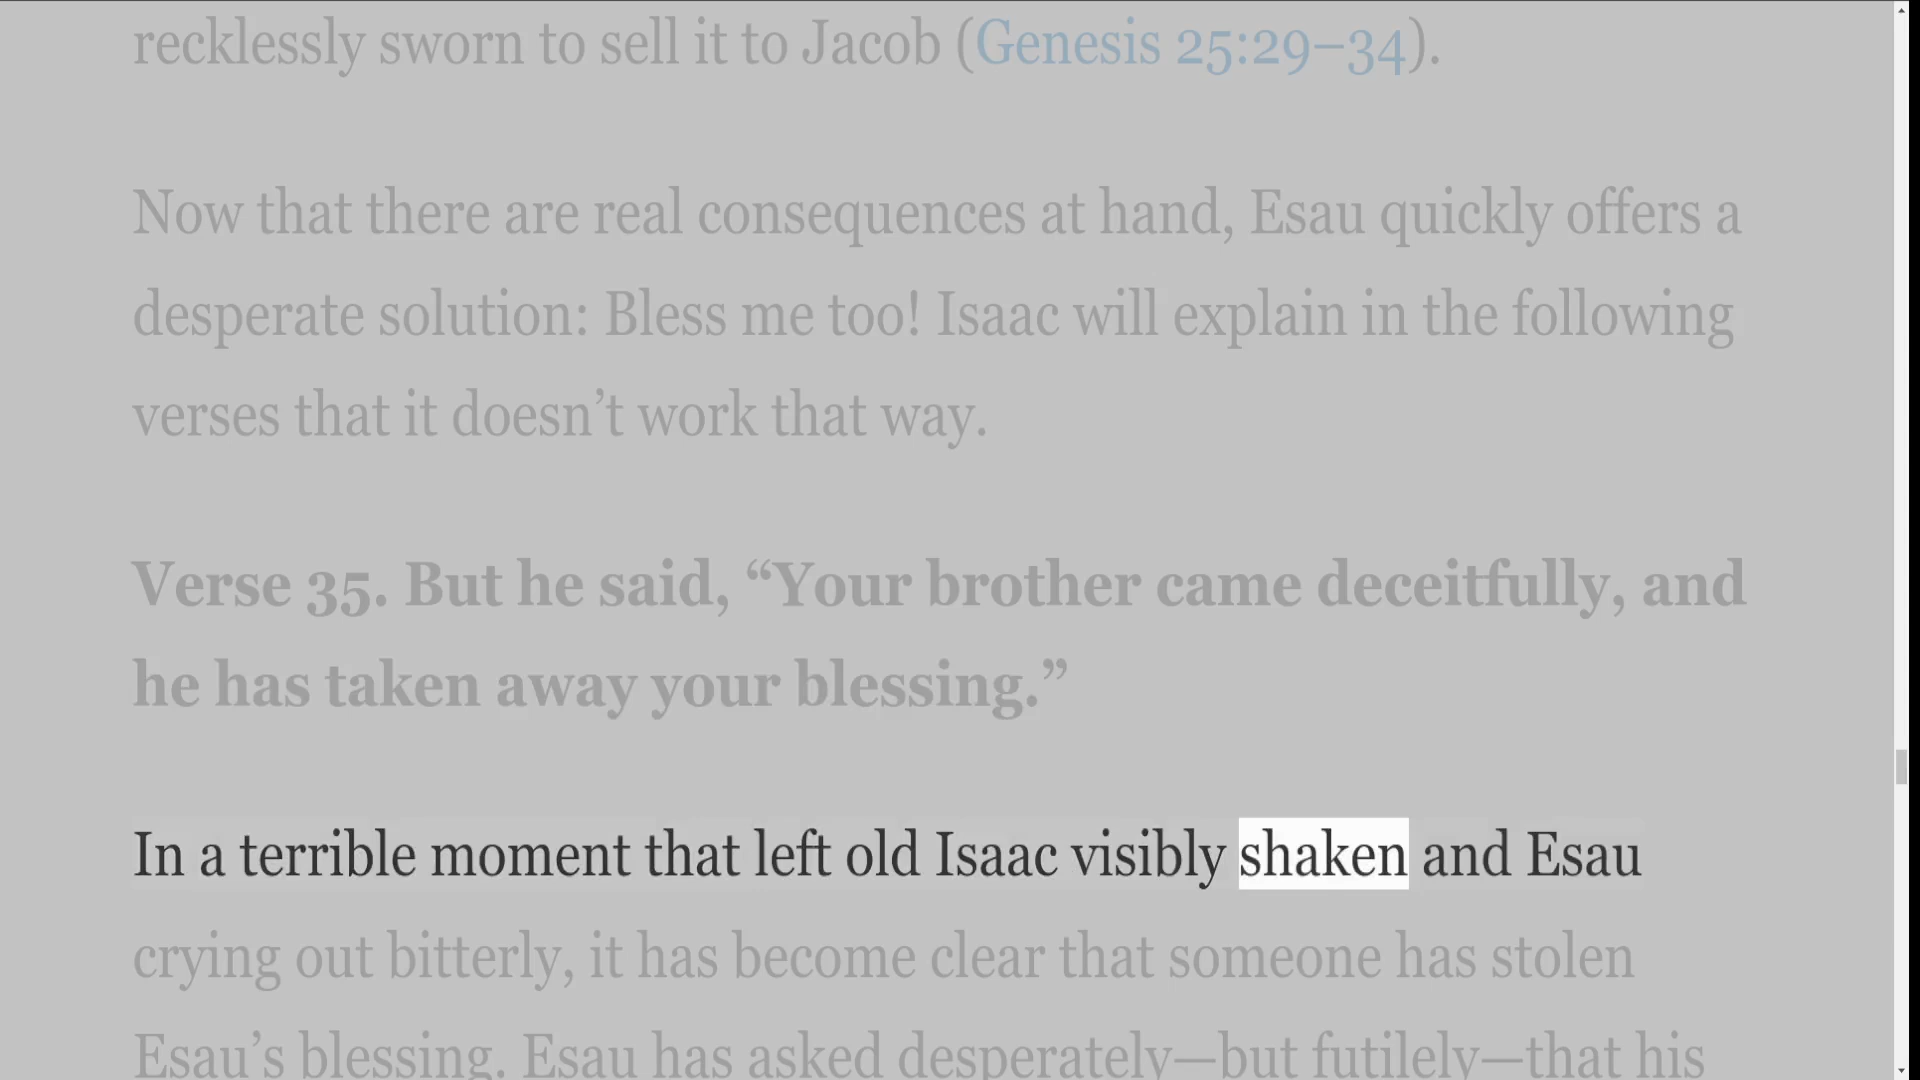 recklessly sworn to sell it to Jacob (Genesis 25:29–34).
Now that there are real consequences at hand, Esau quickly offers a
desperate solution: Bless me too! Isaac will explain in the following
verses that it doesn’t work that way.
Verse 35. But he said, “Your brother came deceitfully, and
he has taken away your blessing.”
In a terrible moment that left old Isaac visibly shaken and Esau
crying out bitterly, it has become clear that someone has stolen
Esau’s blessing. Esau has asked desperately—but futilely—that his